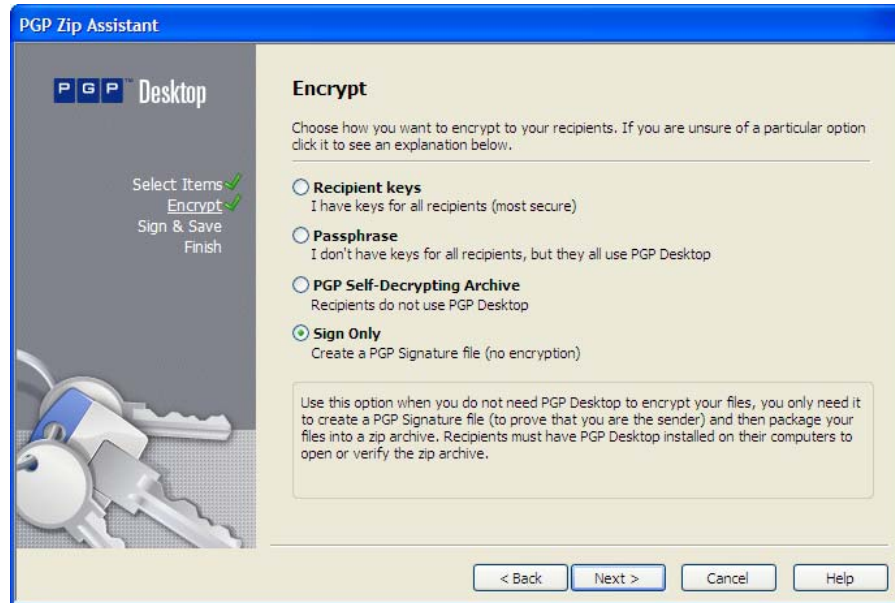 PGP Zip Assistant
PGP™ Desktop
Select Items
Encrypt
Sign & Save
Finish
Encrypt
Choose how you want to encrypt to your recipients. If you are unsure of a particular option
click it to see an explanation below.
Recipient keys
I have keys for all recipients (most secure)
Passphrase
I don't have keys for all recipients, but they all use PGP Desktop
PGP Self-Decrypting Archive
Recipients do not use PGP Desktop
Sign Only
Create a PGP Signature file (no encryption)
Use this option when you do not need PGP Desktop to encrypt your files, you only need it
to create a PGP Signature file (to prove that you are the sender) and then package your
files into a zip archive. Recipients must have PGP Desktop installed on their computers to
open or verify the zip archive.
< Back
Next >
Cancel
Help